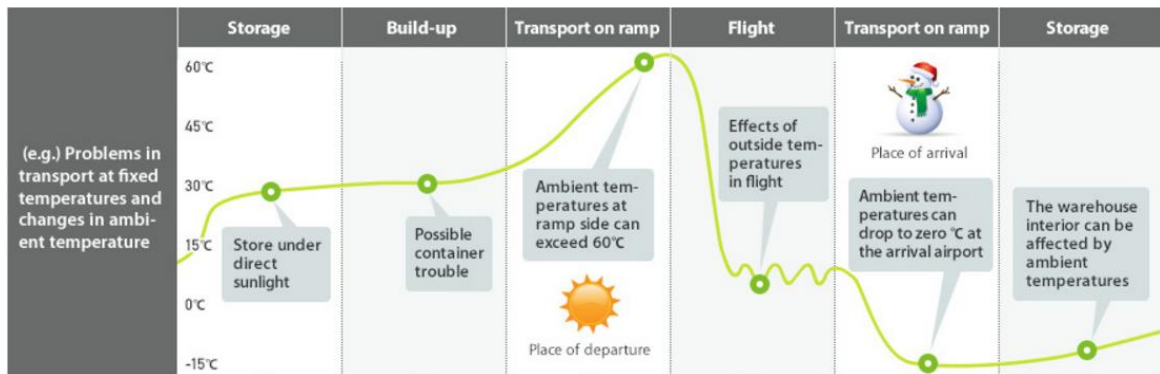 Storage
Build-up
Transport on ramp
Flight
Transport on ramp
Storage
(e.g.) Problems in
transport at fixed
temperatures and
changes in ambi-
ent temperature
60℃
45℃
30℃
15℃
0℃
-15℃
Store under
direct
sunlight
Possible
container
trouble
Ambient tem-
peratures at
ramp side can
exceed 60℃
Place of departure
Effects of
outside tem-
peratures
in flight
Place of arrival
Ambient tem-
peratures can
drop to zero ℃ at
the arrival airport
The warehouse
interior can be
affected by
ambient
temperatures